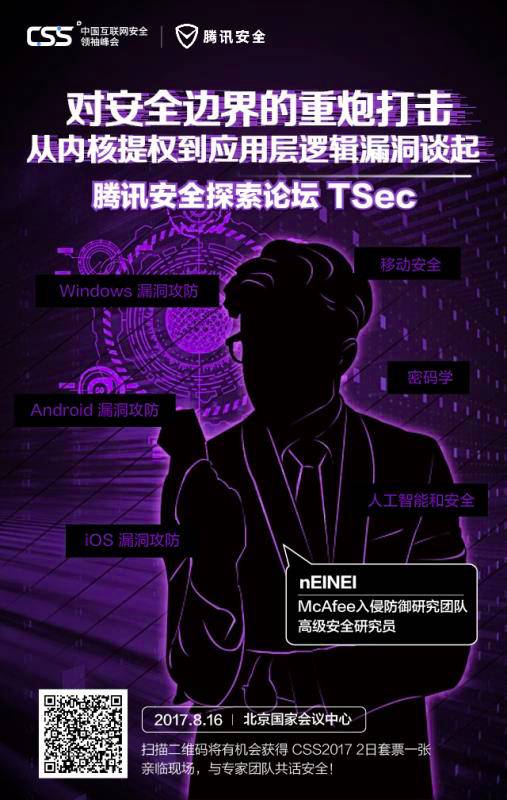 CSS
中国互联网安全
领袖峰会
腾讯安全
对安全边界的重炮打击
从内核提权到应用层逻辑漏洞谈起
腾讯安全探索论坛 TSec
移动安全
Windows 漏洞攻防
密码学
Android 漏洞攻防
人工智能和安全
iOS 漏洞攻防
nEINEI
McAfee入侵防御研究团队
高级安全研究员
2017.8.16 | 北京国家会议中心
扫描二维码将有机会获得 CSS2017 2日套票一张
亲临现场，与专家团队共话安全！